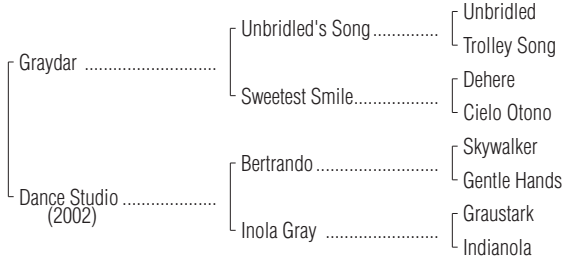 Unbridled
Unbridled's Song..............
Trolley Song
Graydar ............................
Dehere
Sweetest Smile..................
Cielo Otono
Skywalker
Bertrando ..........................
Gentle Hands
Dance Studio ....................
(2002)
Graustark
Inola Gray ........................
Indianola